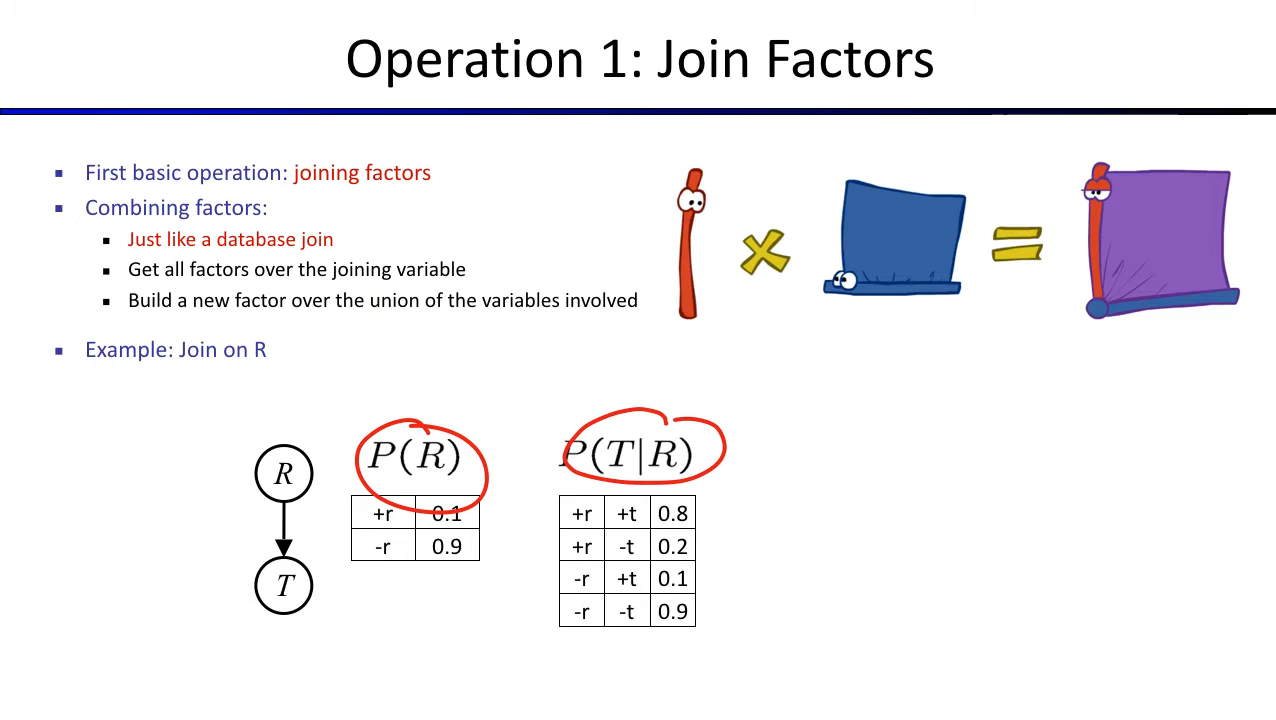 Operation 1: Join Factors
First basic operation: joining factors
Combining factors:
Just like a database join
Get all factors over the joining variable
Build a new factor over the union of the variables involved
Example: Join on R
R
T
P(R)
+r 0.1
-r 0.9
P(T|R)
+r +t 0.8
+r -t 0.2
-r +t 0.1
-r -t 0.9